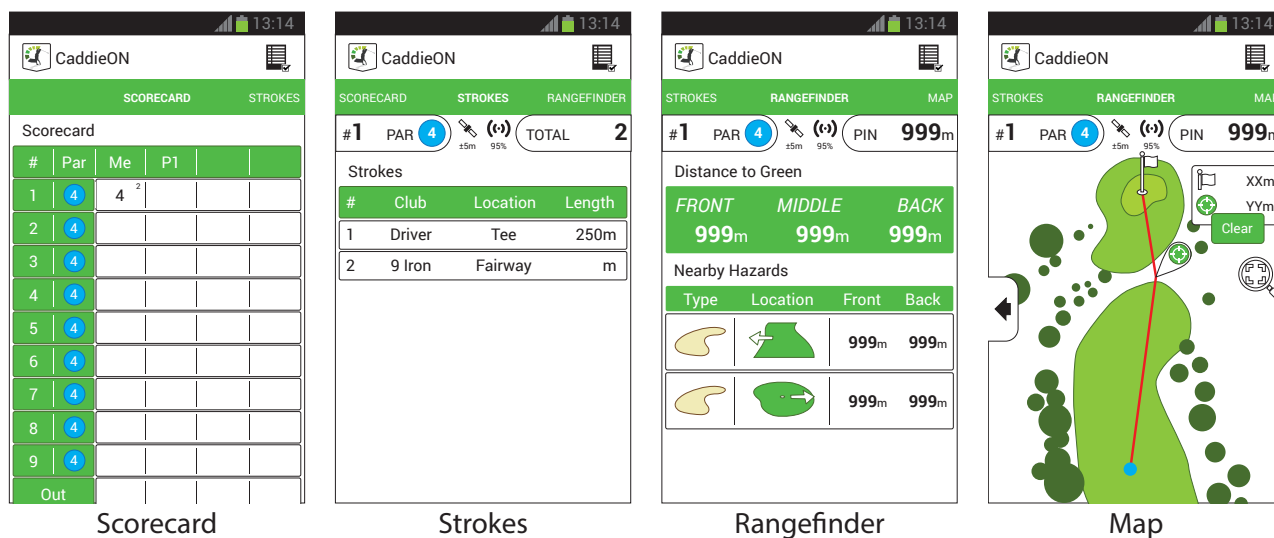 13:14
CaddieON
SCORECARD STROKES
Scorecard
# Par Me P1
1 4 4 2
2 4
3 4
4 4
5 4
6 4
7 4
8 4
9 4
Out
Scorecard
13:14
CaddieON
SCORECARD STROKES RANGEFINDER
#1 PAR 4 ±5m 95% TOTAL 2
Strokes
# Club Location Length
1 Driver Tee 250m
2 9 Iron Fairway m
Strokes
13:14
CaddieON
STROKES RANGEFINDER MAP
#1 PAR 4 ±5m 95% PIN 999m
Distance to Green
FRONT MIDDLE BACK
999m 999m 999m
Nearby Hazards
Type Location Front Back
999m 999m
999m 999m
Rangefinder
13:14
CaddieON
STROKES RANGEFINDER MA
#1 PAR 4 ±5m 95% PIN 999m
XXm
YYm
Clear
Map